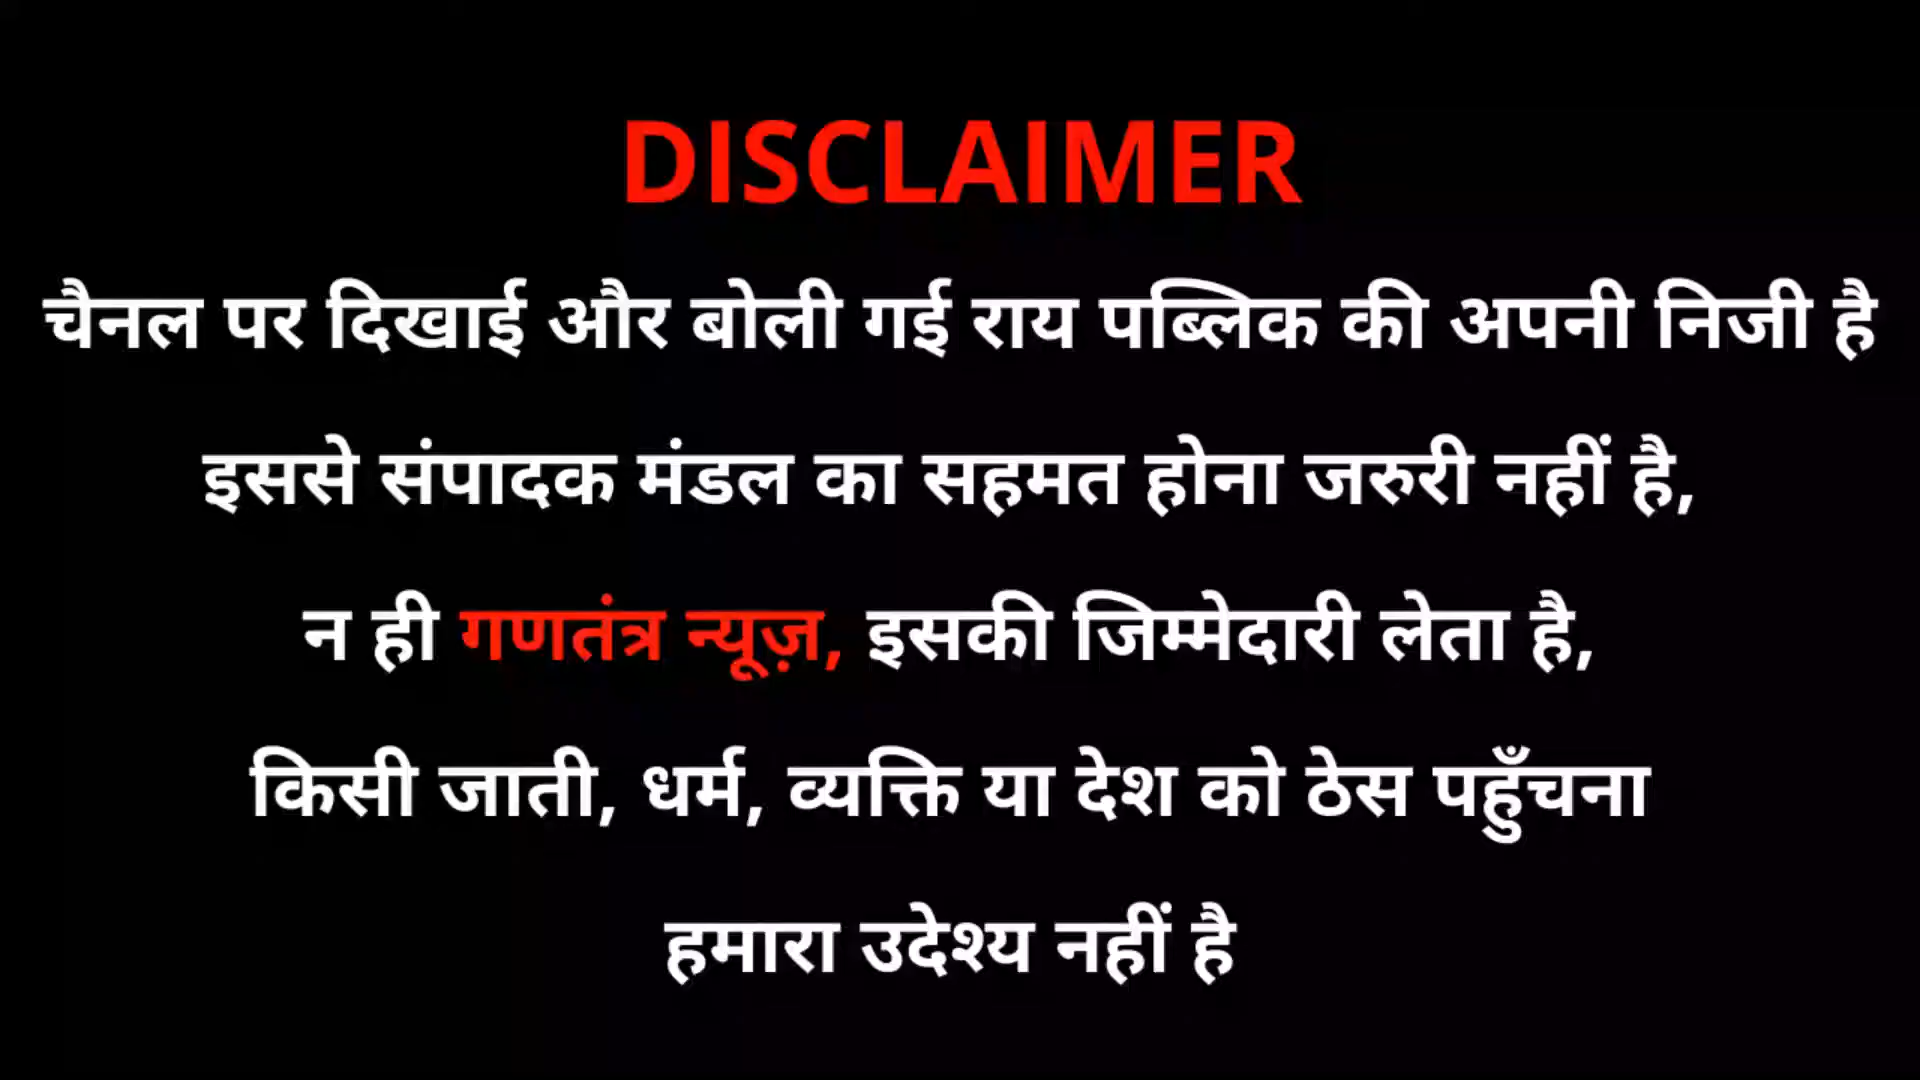 DISCLAIMER
चैनल पर दिखाई और बोली गई राय पब्लिक की अपनी निजी है
इससे संपादक मंडल का सहमत होना जरुरी नहीं है,
न ही गणतंत्र न्यूज़, इसकी जिम्मेदारी लेता है,
किसी जाती, धर्म, व्यक्ति या देश को ठेस पहुँचना
हमारा उदेश्य नहीं है